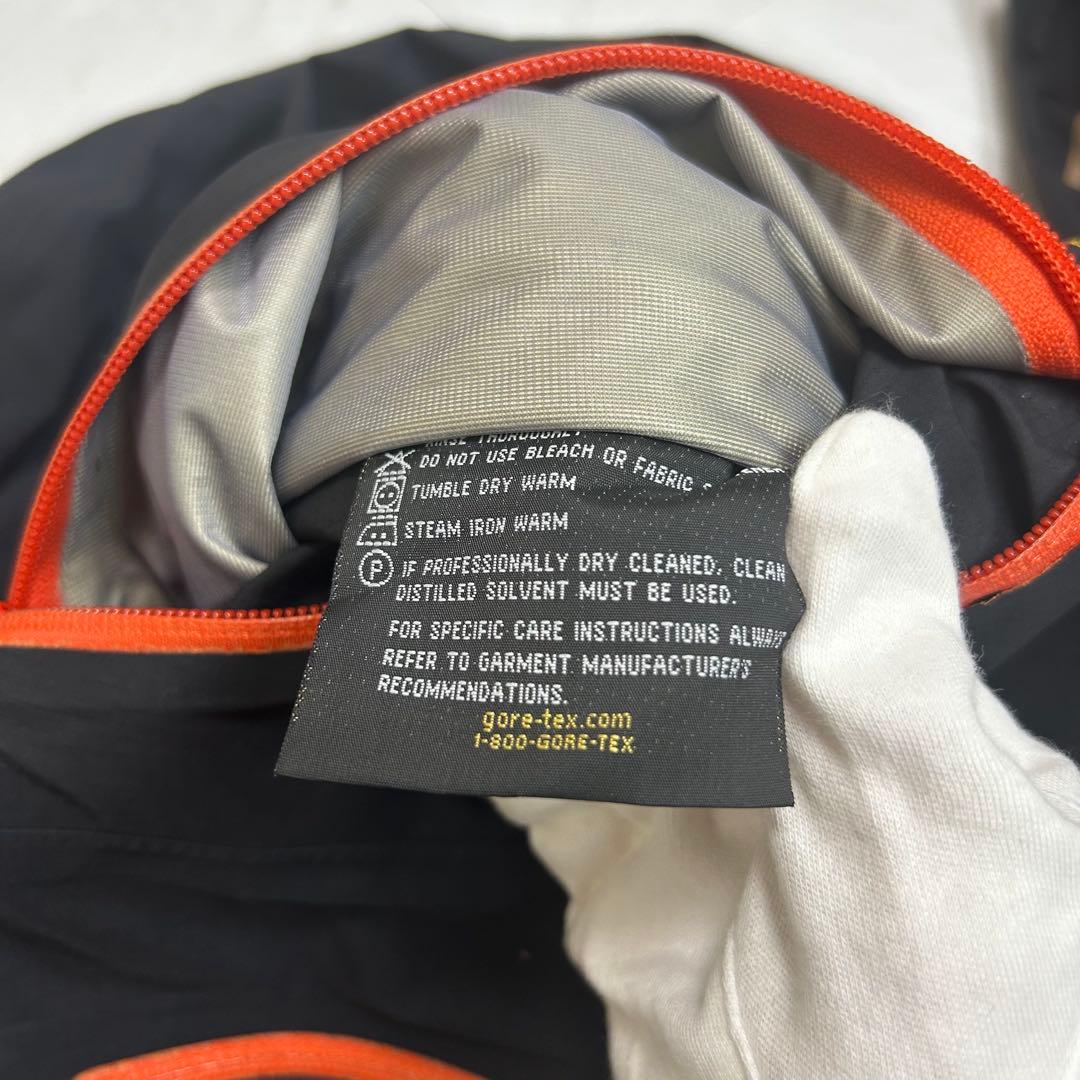 DO NOT USE BLEACH OR FABRIC
TUMBLE DRY WARM
STEAM IRON WARM
P
IF PROFESSIONALLY DRY CLEANED, CLEAN
DISTILLED SOLVENT MUST BE USED.
FOR SPECIFIC CARE INSTRUCTIONS ALWAYS
REFER TO GARMENT MANUFACTURER'S
RECOMMENDATIONS.
gore-tex.com
1-800-GORE-TEX